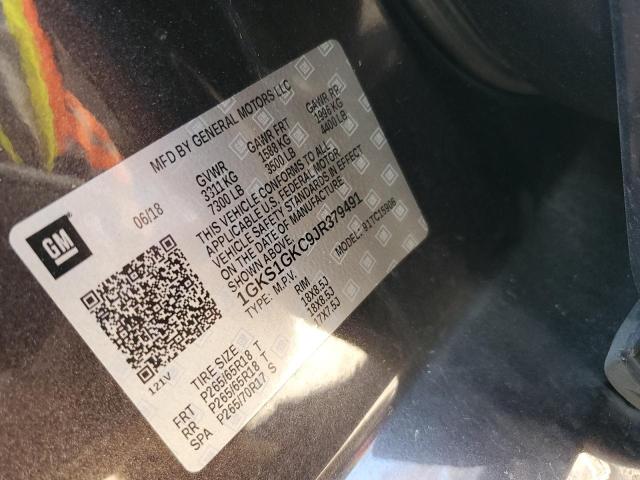 MFD BY GENERAL MOTORS LLC
06/18
GVWR GAWR FRT GAWR RR
3311 KG 1588 KG 1996 KG
7300 LB 3500 LB 4400 LB
GM
THIS VEHICLE CONFORMS TO ALL
APPLICABLE U.S. FEDERAL MOTOR
VEHICLE SAFETY STANDARDS IN EFFECT
ON THE DATE OF MANUFACTURE
SHOWN ABOVE.
1GKS1GKC9JR379491
TYPE: M.P.V. MODEL: 91TC15906
121V
TIRE SIZE RIM
FRT P265/65R18 T 18X8.5J
RR P265/65R18 T 18X8.5J
SPA P265/70R17 S 17X7.5J